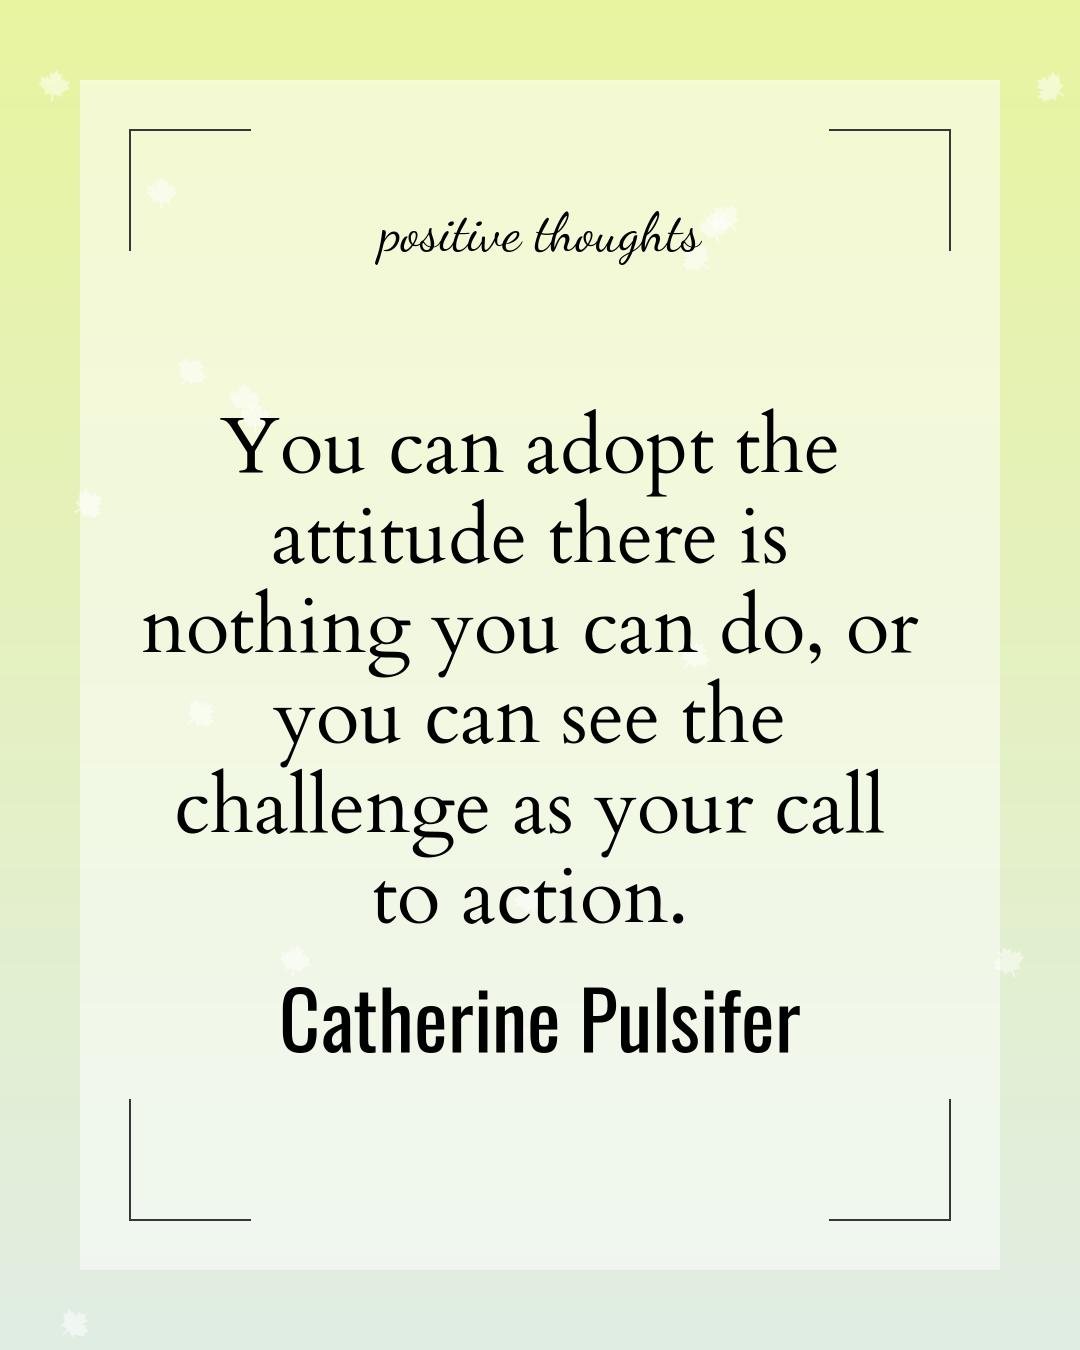 positive thoughts
You can adopt the
attitude there is
nothing you can do, or
you can see the
challenge as your call
to action.
Catherine Pulsifer